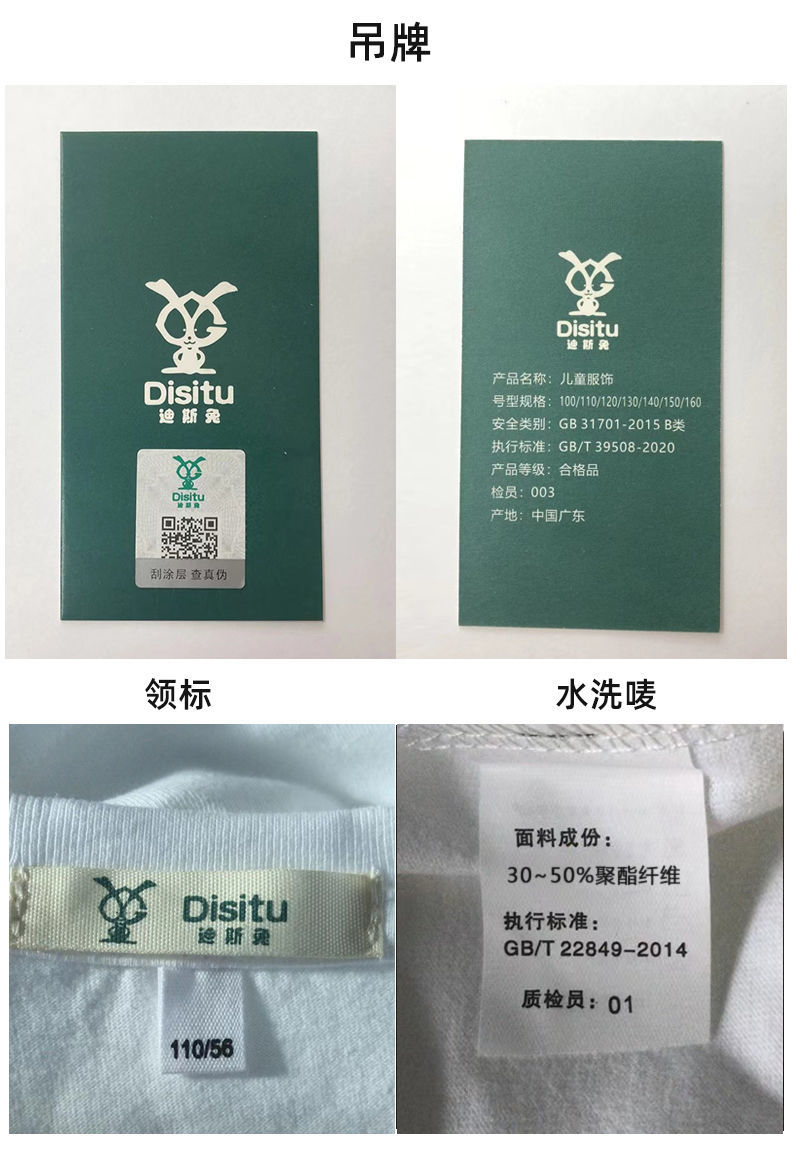 吊牌
Disitu
迪斯兔
Disitu
迪斯兔
刮涂层 查真伪
Disitu
迪斯兔
产品名称：儿童服饰
号型规格：100/110/120/130/140/150/160
安全类别：GB 31701-2015 B类
执行标准：GB/T 39508-2020
产品等级：合格品
检员：003
产地：中国广东
领标
水洗唛
Disitu
迪斯兔
110/56
面料成份：
30~50%聚酯纤维
执行标准：
GB/T 22849-2014
质检员：01